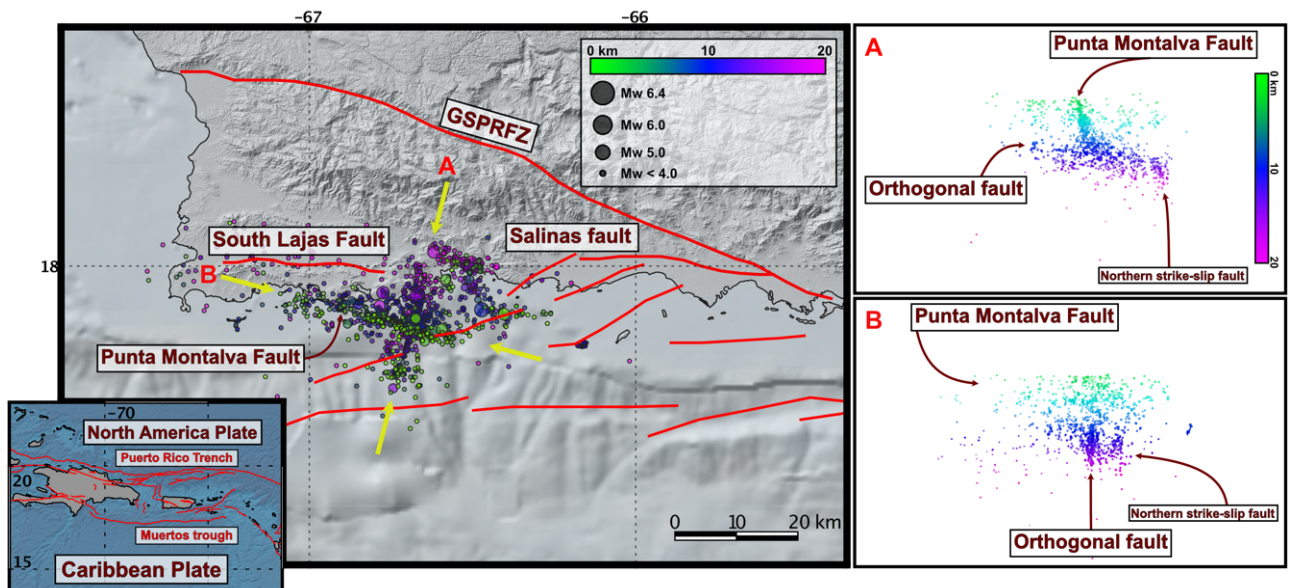 -67
-66
0 km 10 20
Mw 6.4
Mw 6.0
Mw 5.0
Mw < 4.0
GSPRFZ
A
South Lajas Fault
Salinas fault
18
B
Punta Montalva Fault
0 10 20 km
-70
North America Plate
Puerto Rico Trench
20
Muertos trough
15
Caribbean Plate
A
Punta Montalva Fault
0 km
10
20
Orthogonal fault
Northern strike-slip fault
B
Punta Montalva Fault
Northern strike-slip fault
Orthogonal fault